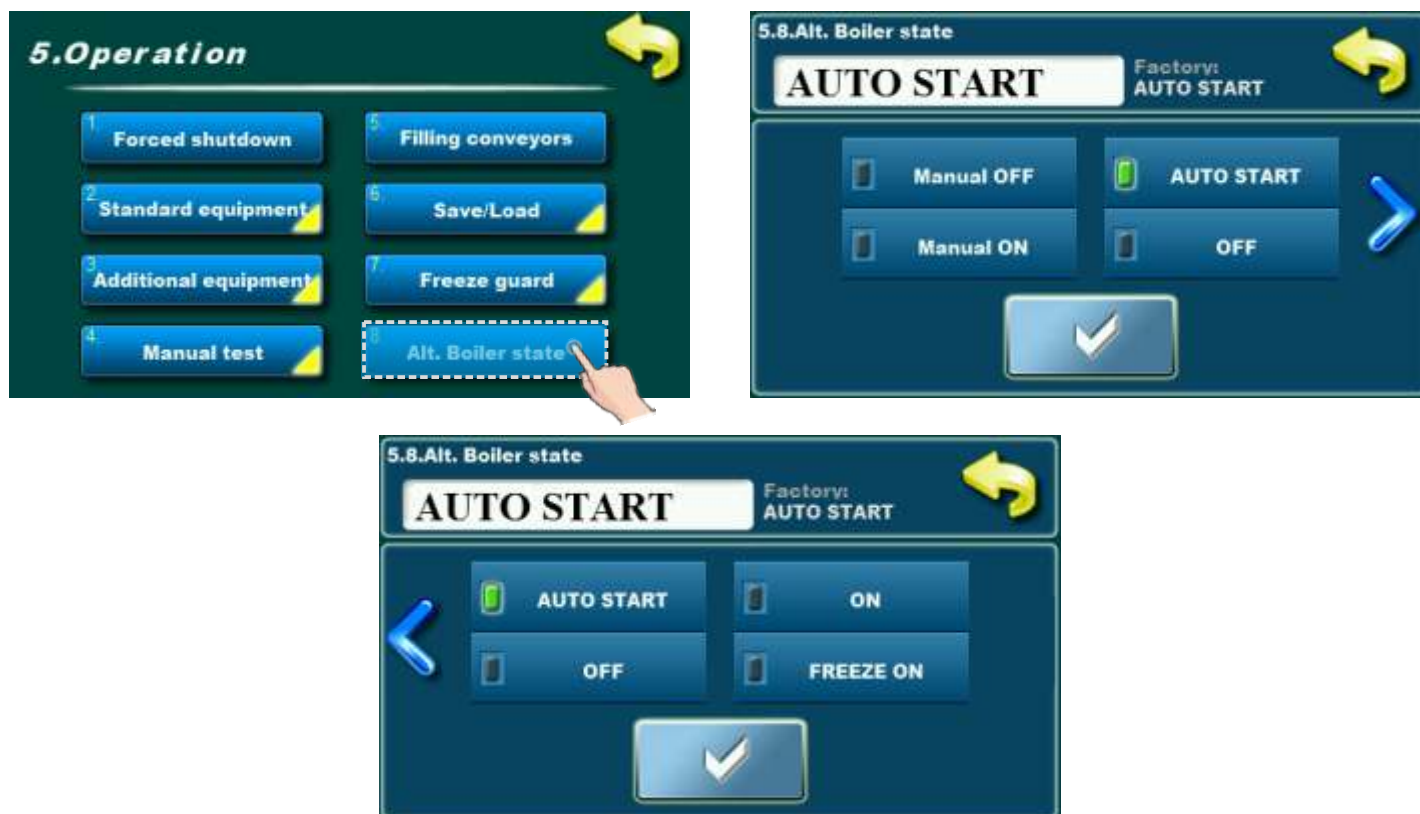 5.Operation
1. Forced shutdown
5. Filling conveyors
2. Standard equipment
6. Save/Load
3. Additional equipment
7. Freeze guard
4. Manual test
8. Alt. Boiler state
5.8.Alt. Boiler state
AUTO START
Factory:
AUTO START
Manual OFF
AUTO START
Manual ON
OFF
5.8.Alt. Boiler state
AUTO START
Factory:
AUTO START
AUTO START
ON
OFF
FREEZE ON